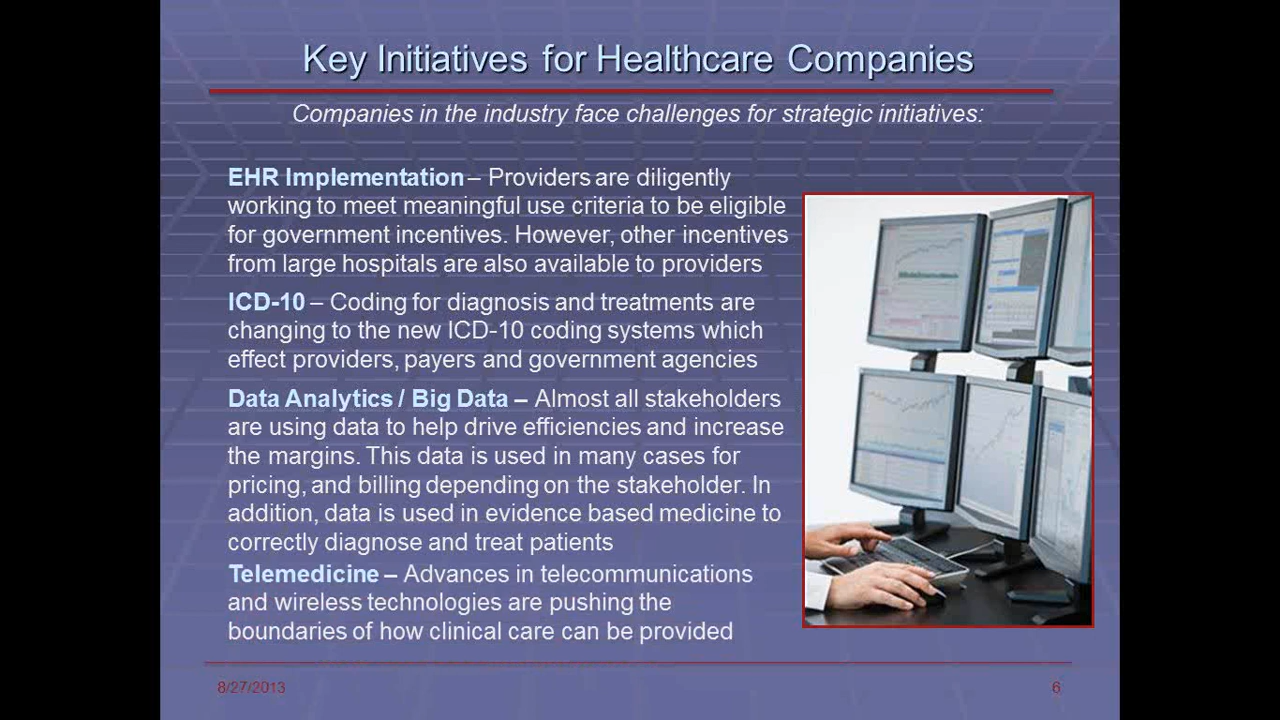 Key Initiatives for Healthcare Companies
Companies in the industry face challenges for strategic initiatives:
EHR Implementation – Providers are diligently
working to meet meaningful use criteria to be eligible
for government incentives. However, other incentives
from large hospitals are also available to providers
ICD-10 – Coding for diagnosis and treatments are
changing to the new ICD-10 coding systems which
effect providers, payers and government agencies
Data Analytics / Big Data – Almost all stakeholders
are using data to help drive efficiencies and increase
the margins. This data is used in many cases for
pricing, and billing depending on the stakeholder. In
addition, data is used in evidence based medicine to
correctly diagnose and treat patients
Telemedicine – Advances in telecommunications
and wireless technologies are pushing the
boundaries of how clinical care can be provided
8/27/2013
6